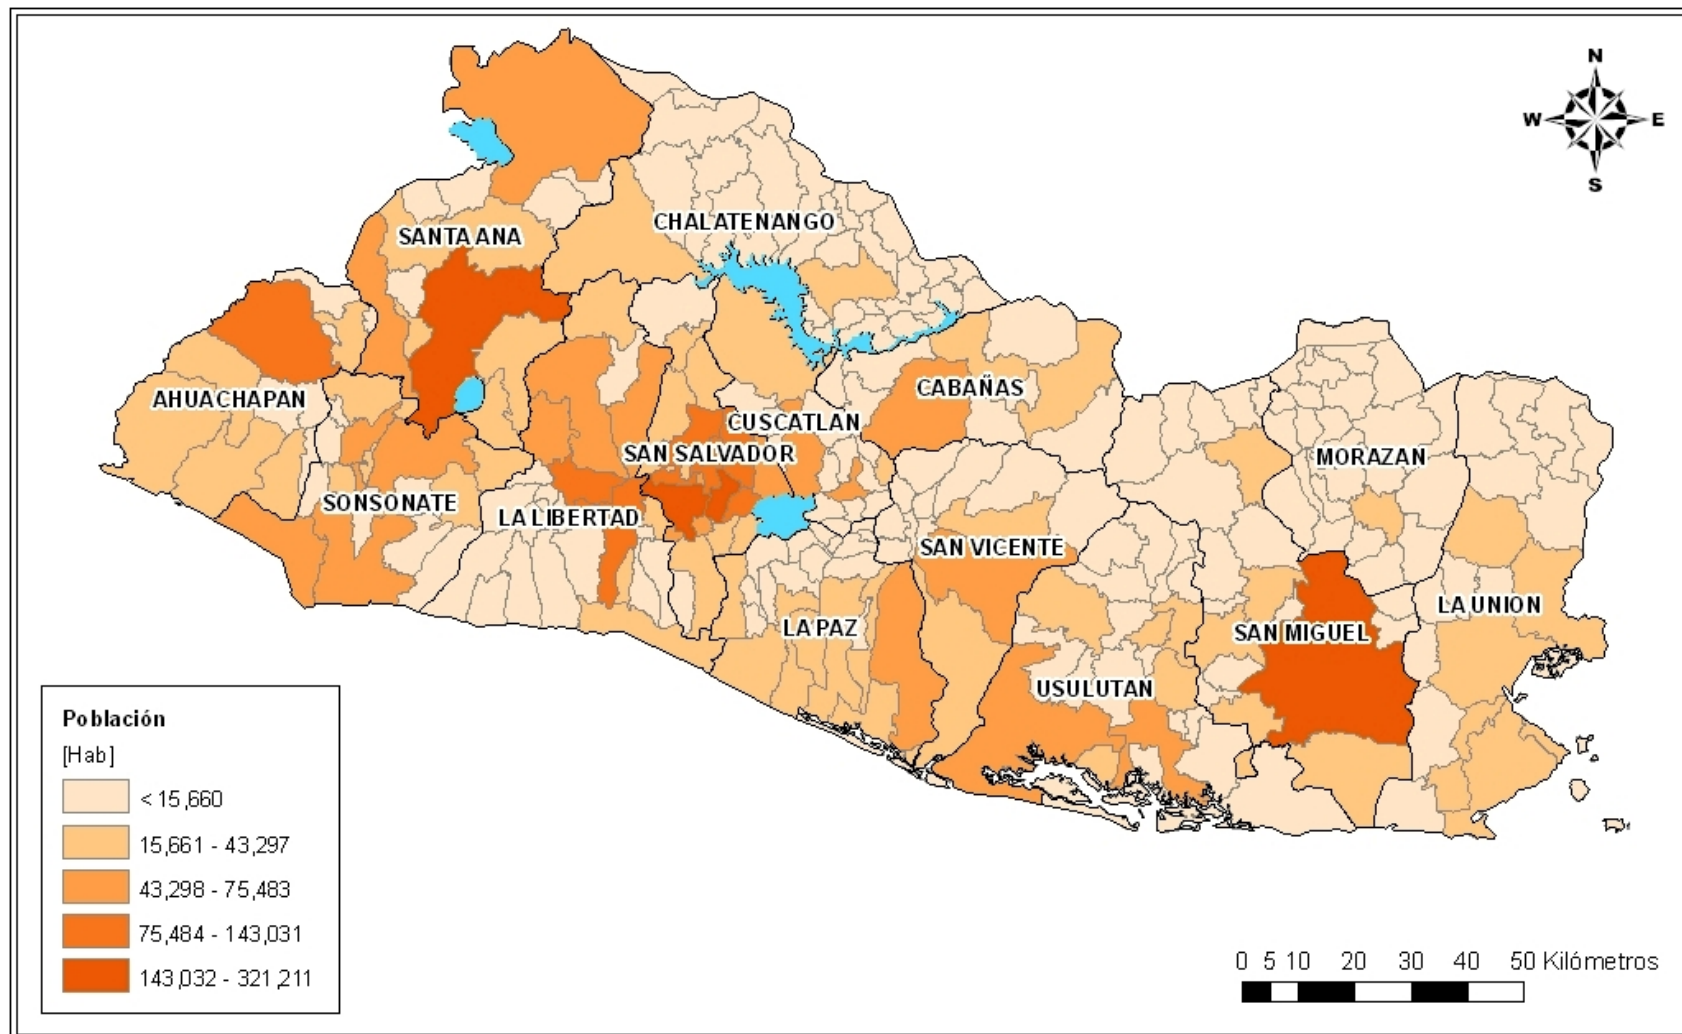 N
W E
S
CHALATENANGO
SANTA ANA
CABAÑAS
AHUACHAPAN
CUSCATLAN
SAN SALVADOR
MORAZAN
SONSONATE
LA LIBERTAD
SAN VICENTE
LA UNION
LA PAZ
SAN MIGUEL
USULUTAN
Población
[Hab]
< 15,660
15,661 - 43,297
43,298 - 75,483
75,484 - 143,031
143,032 - 321,211
0 5 10 20 30 40 50 Kilómetros